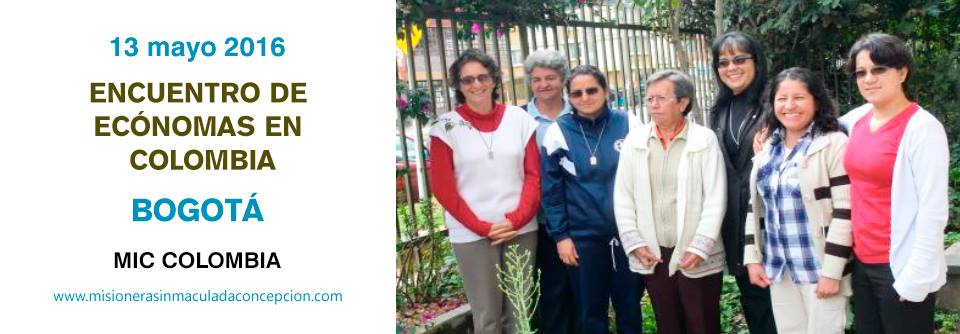 13 mayo 2016
ENCUENTRO DE
ECÓNOMAS EN
COLOMBIA
BOGOTÁ
MIC COLOMBIA
www.misionerasinmaculadaconcepcion.com